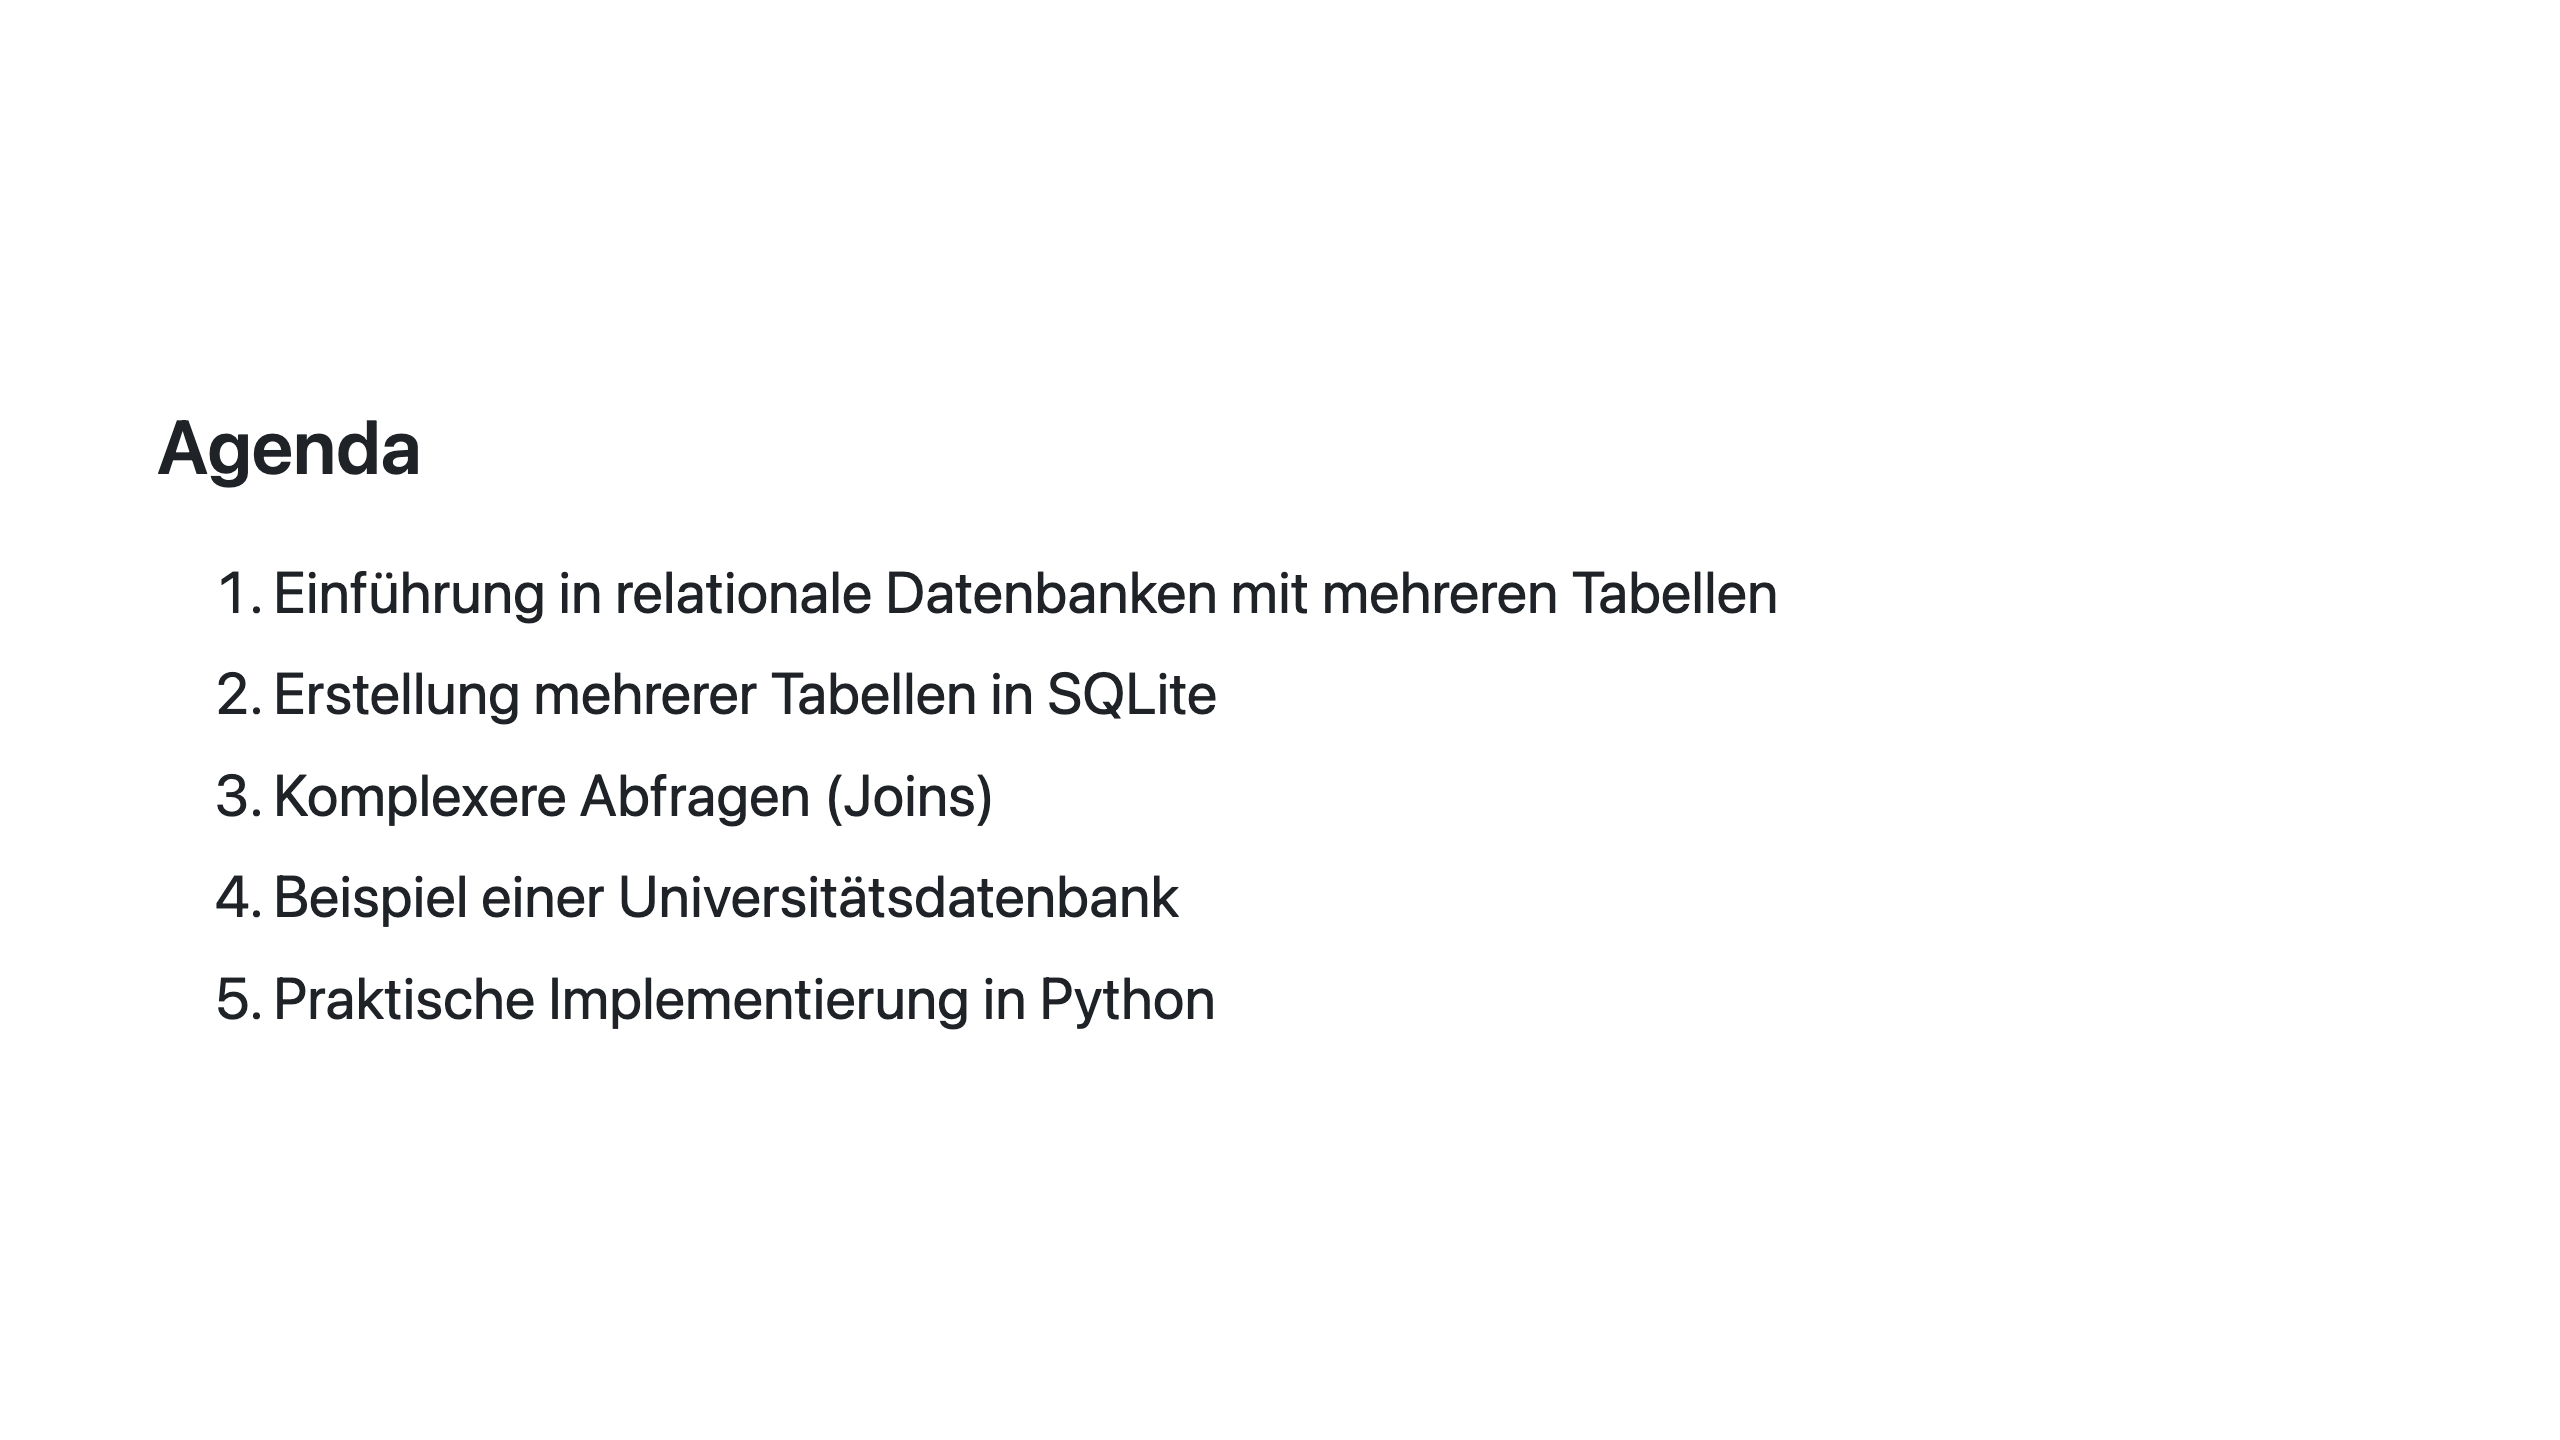 Agenda
1. Einführung in relationale Datenbanken mit mehreren Tabellen
2. Erstellung mehrerer Tabellen in SQLite
3. Komplexere Abfragen (Joins)
4. Beispiel einer Universitätsdatenbank
5. Praktische Implementierung in Python